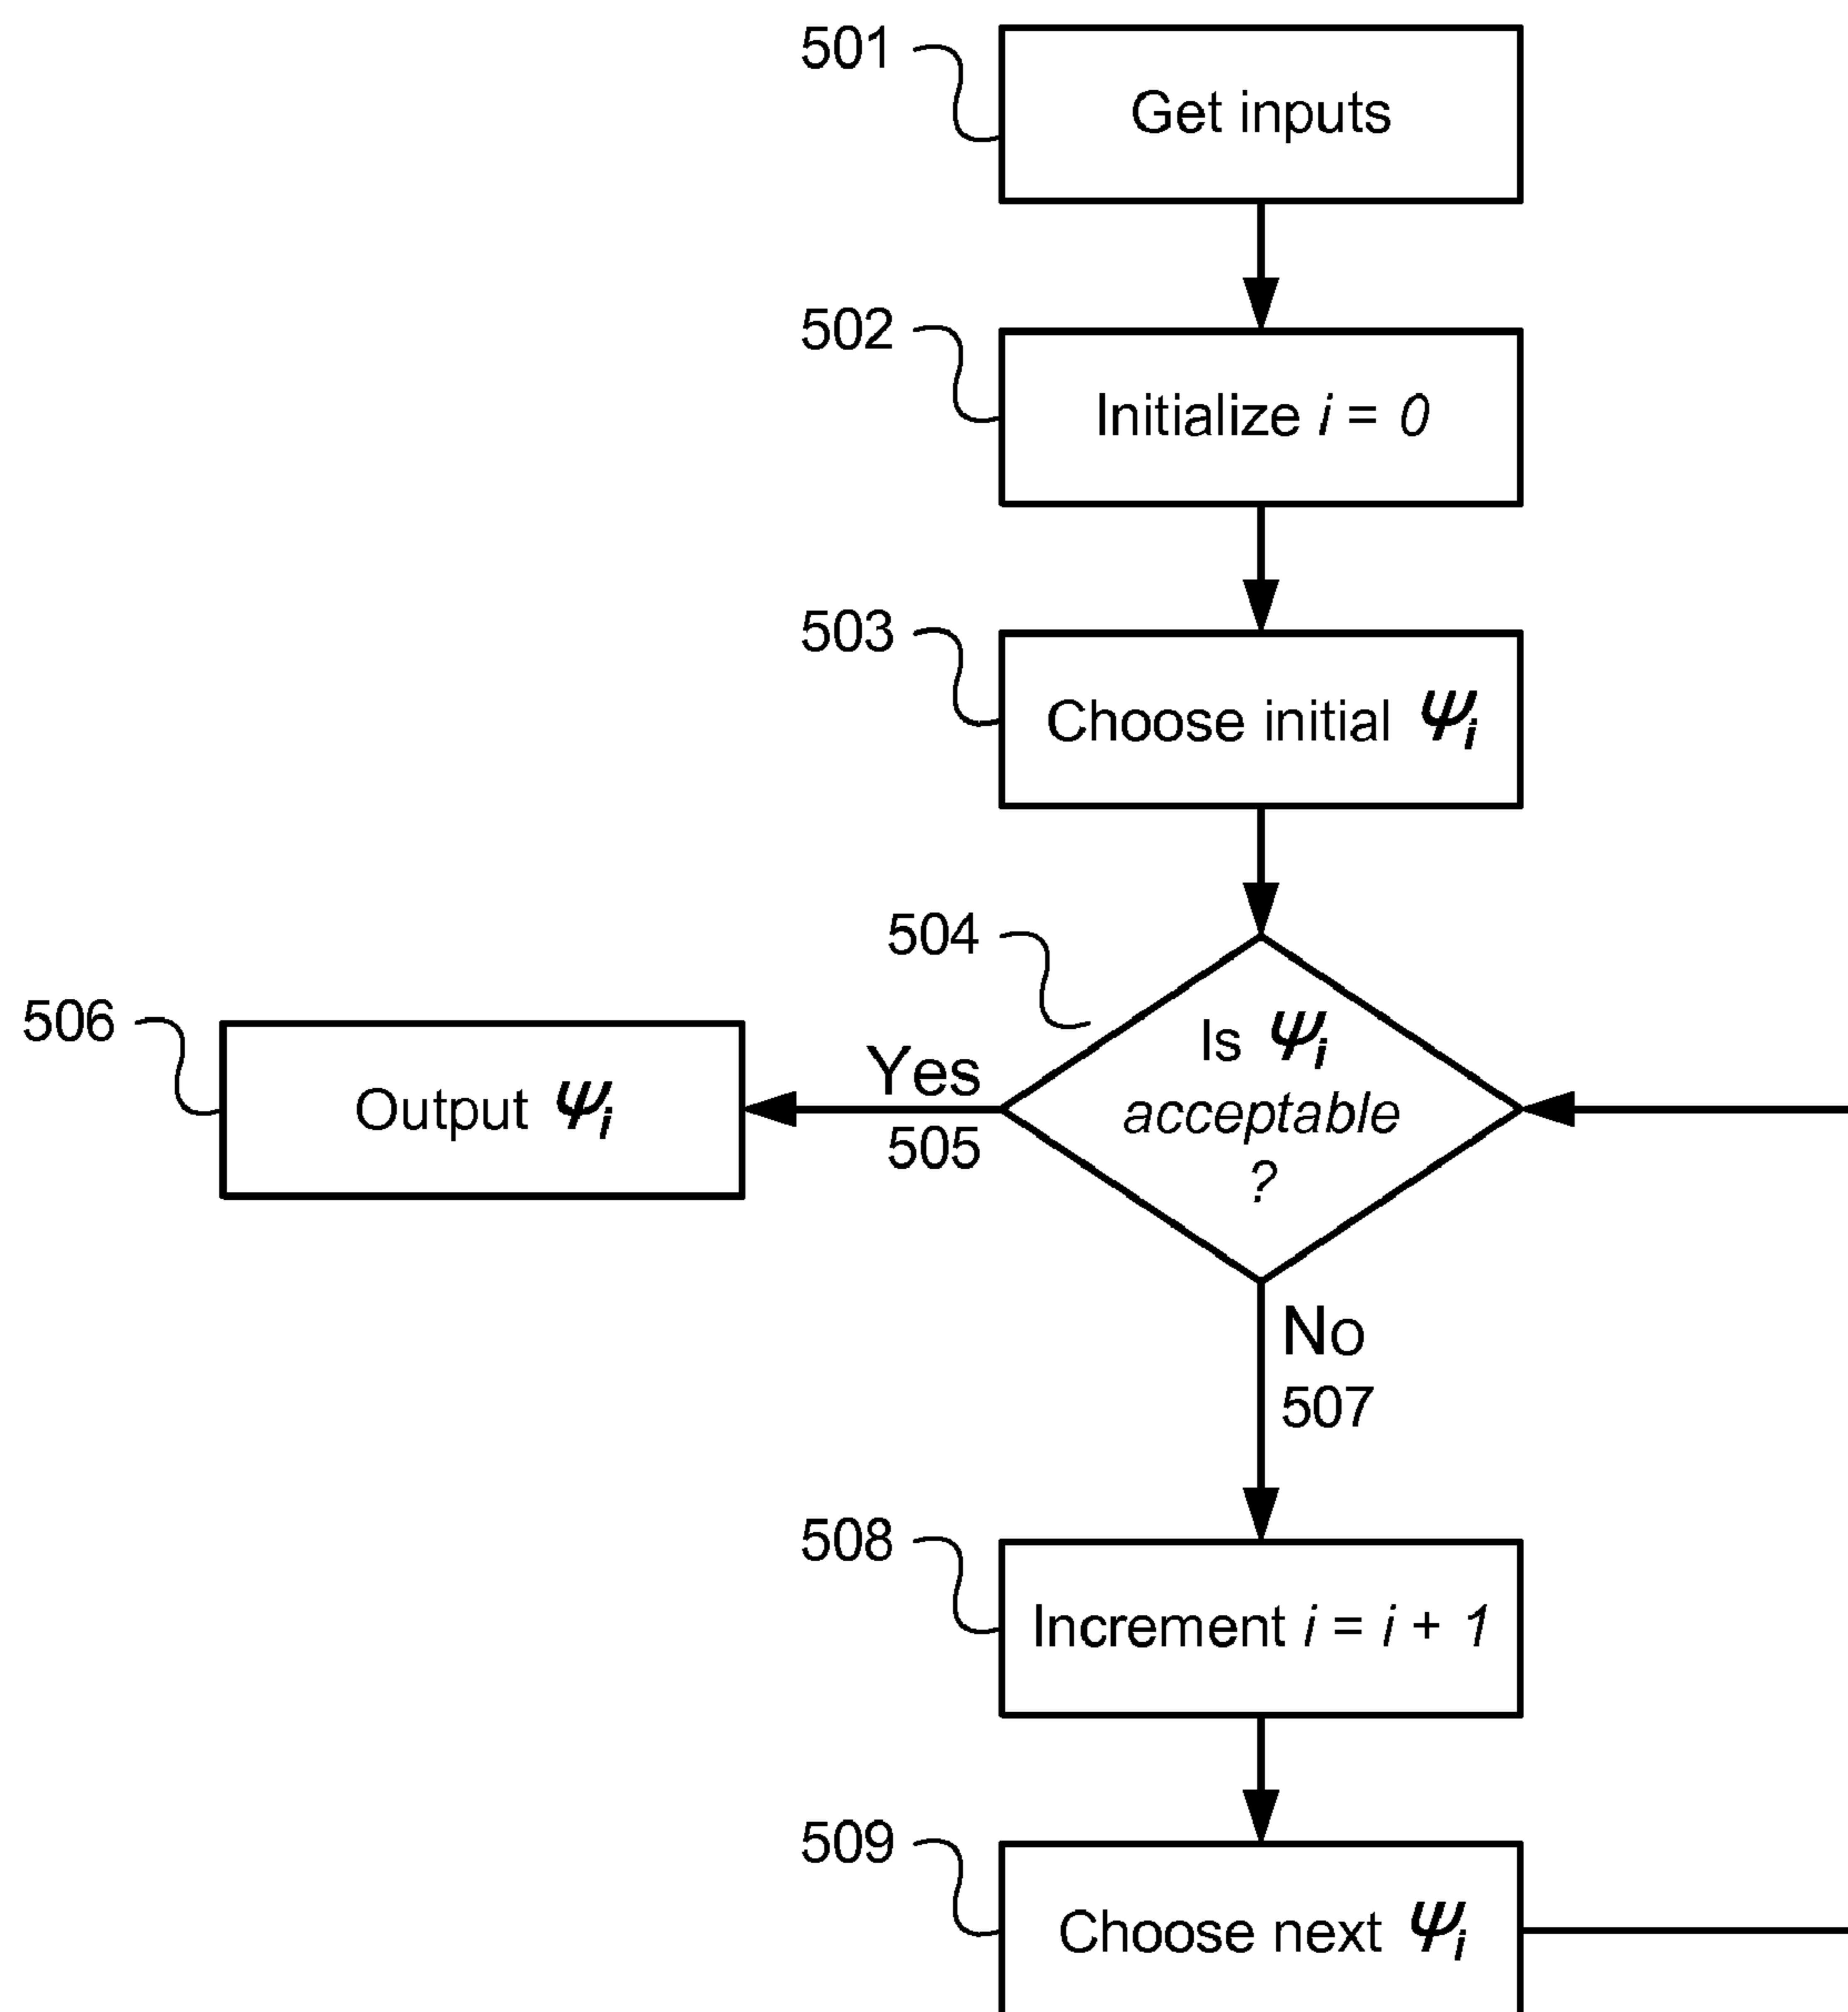 501
Get inputs
502
Initialize i = 0
503
Choose initial Ψi
504
Is Ψi
acceptable
?
Yes
505
506
Output Ψi
No
507
508
Increment i = i + 1
509
Choose next Ψi